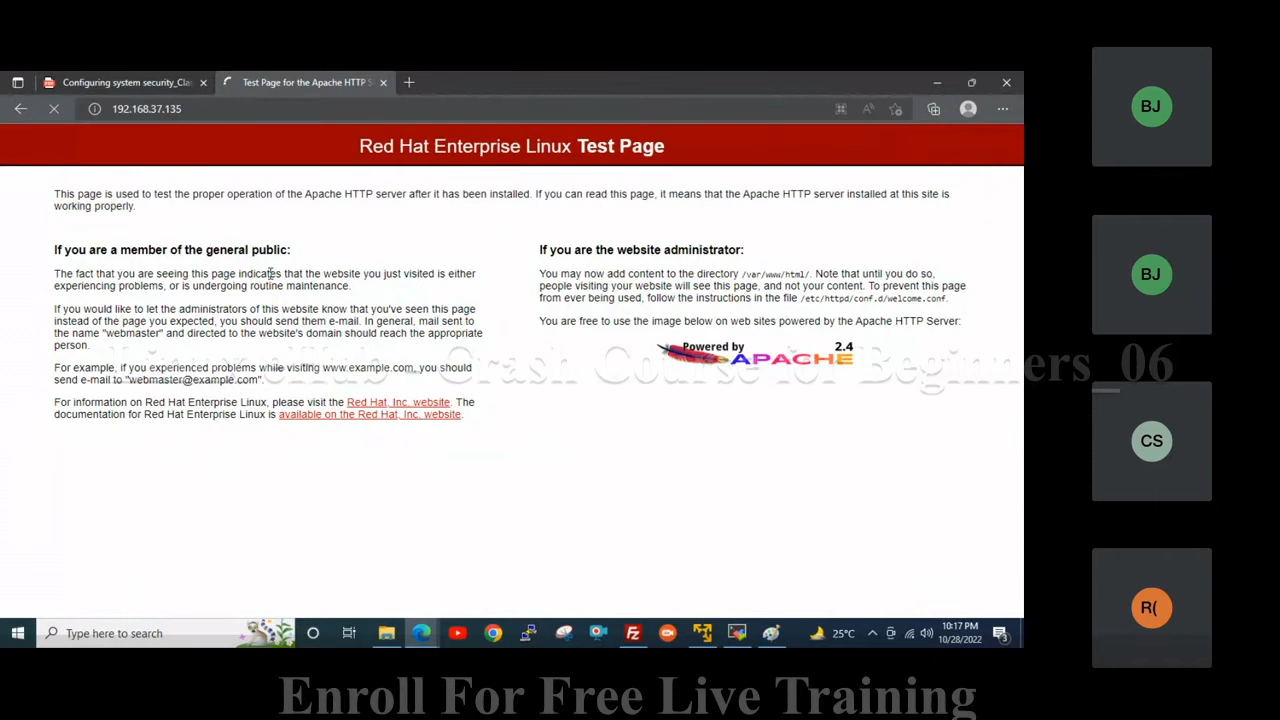 Configuring system security_Cla
Test Page for the Apache HTTP S
192.168.37.135
Red Hat Enterprise Linux Test Page
This page is used to test the proper operation of the Apache HTTP server after it has been installed. If you can read this page, it means that the Apache HTTP server installed at this site is
working properly.
If you are a member of the general public:
The fact that you are seeing this page indicates that the website you just visited is either
experiencing problems, or is undergoing routine maintenance.
If you would like to let the administrators of this website know that you've seen this page
instead of the page you expected, you should send them e-mail. In general, mail sent to
the name "webmaster" and directed to the website's domain should reach the appropriate
person.
For example, if you experienced problems while visiting www.example.com, you should
send e-mail to "webmaster@example.com".
For information on Red Hat Enterprise Linux, please visit the Red Hat, Inc. website. The
documentation for Red Hat Enterprise Linux is available on the Red Hat, Inc. website.
If you are the website administrator:
You may now add content to the directory /var/www/html/. Note that until you do so,
people visiting your website will see this page, and not your content. To prevent this page
from ever being used, follow the instructions in the file /etc/httpd/conf.d/welcome.conf.
You are free to use the image below on web sites powered by the Apache HTTP Server:
Powered by 2.4
APACHE
- Crash Course for Beginners_06
Type here to search
25°C
10:17 PM
10/28/2022
3
BJ
BJ
CS
R(
Enroll For Free Live Training